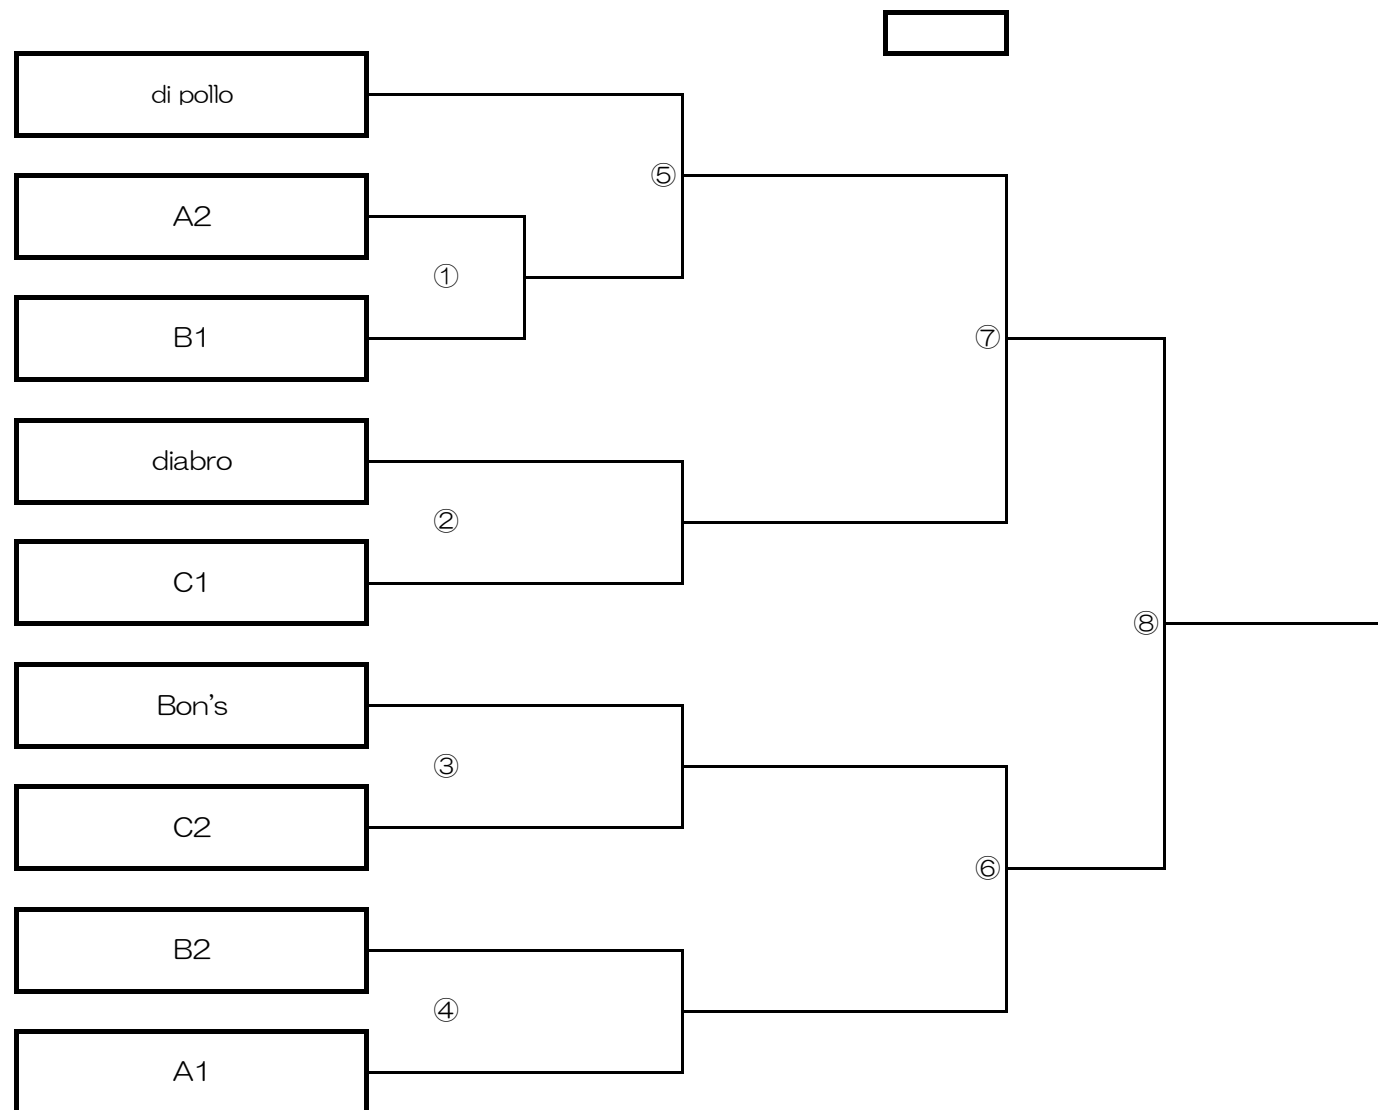 di pollo
⑤
A2
①
B1
⑦
diabro
②
C1
⑧
Bon's
③
C2
⑥
B2
④
A1